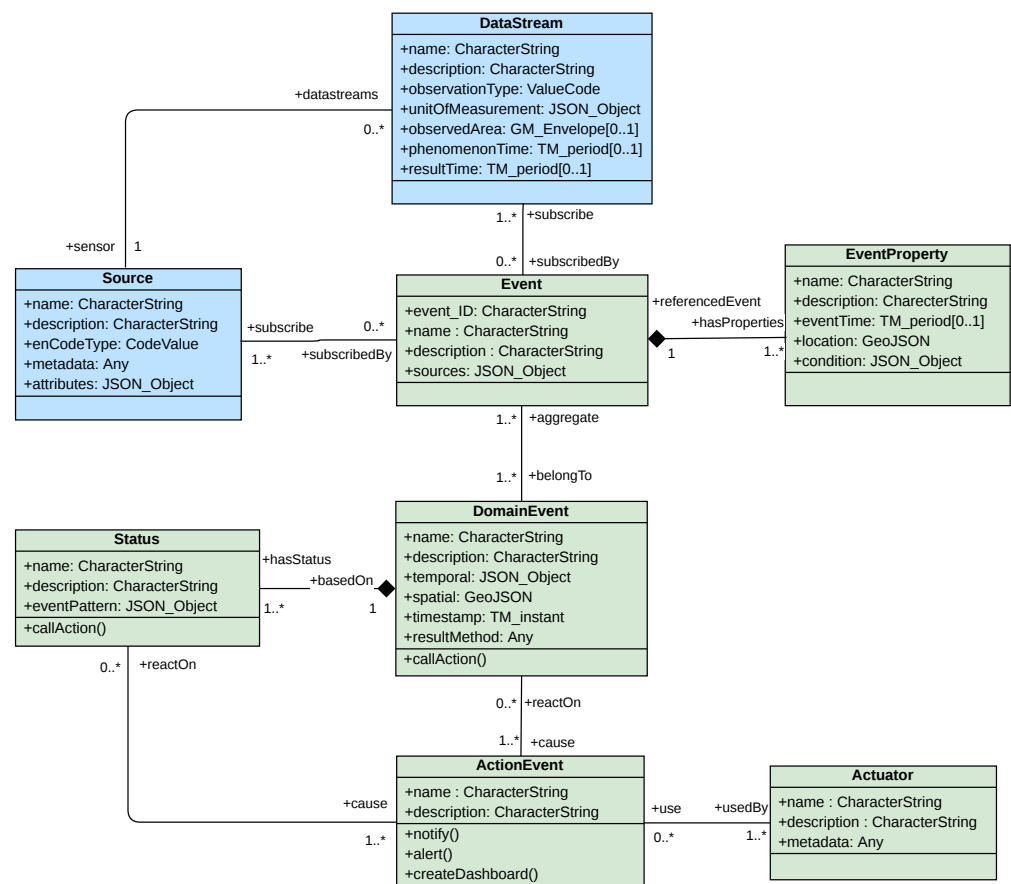 DataStream
+name: CharacterString
+description: CharacterString
+observationType: ValueCode
+unitOfMeasurement: JSON_Object
+observedArea: GM_Envelope[0..1]
+phenomenonTime: TM_period[0..1]
+resultTime: TM_period[0..1]
+datastreams
0..*
+sensor 1
1..* +subscribe
0..* +subscribedBy
Source
+name: CharacterString
+description: CharacterString
+enCodeType: CodeValue
+metadata: Any
+attributes: JSON_Object
+subscribe 0..*
1..* +subscribedBy
Event
+event_ID: CharacterString
+name : CharacterString
+description : CharacterString
+sources: JSON_Object
+referencedEvent
+hasProperties
1 1..*
EventProperty
+name: CharacterString
+description: CharecterString
+eventTime: TM_period[0..1]
+location: GeoJSON
+condition: JSON_Object
1..* +aggregate
1..* +belongTo
DomainEvent
+name: CharacterString
+description: CharacterString
+temporal: JSON_Object
+spatial: GeoJSON
+timestamp: TM_instant
+resultMethod: Any
+callAction()
Status
+name: CharacterString
+description: CharacterString
+eventPattern: JSON_Object
+callAction()
+hasStatus
+basedOn
1..* 1
0..* +reactOn
0..* +reactOn
1..* +cause
+cause
1..*
ActionEvent
+name : CharacterString
+description: CharacterString
+notify()
+alert()
+createDashboard()
+use +usedBy
0..* 1..*
Actuator
+name : CharacterString
+description : CharacterString
+metadata: Any